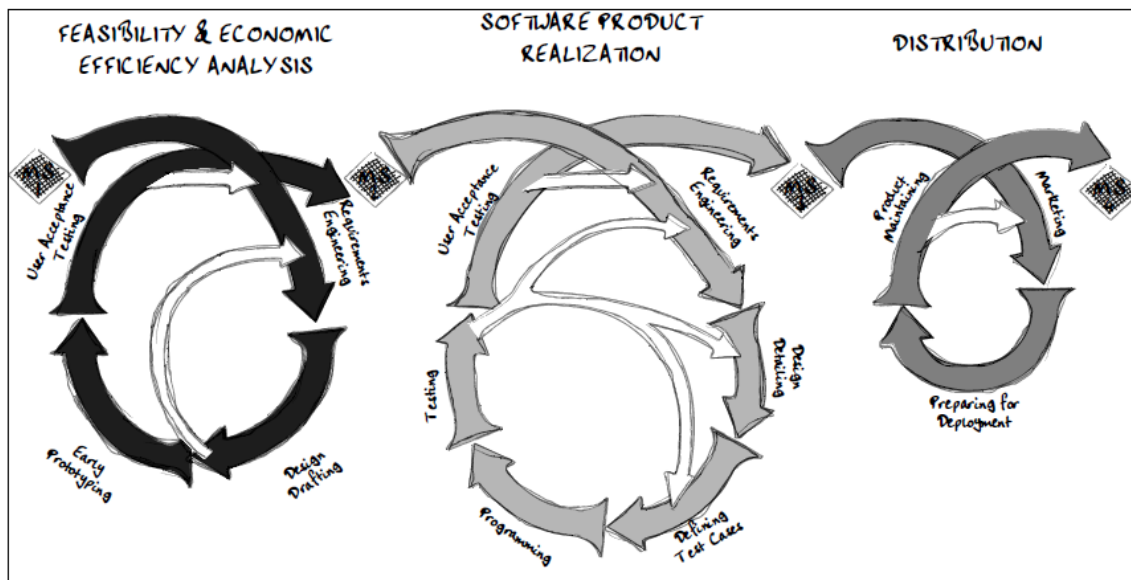 FEASIBILITY & ECONOMIC
EFFICIENCY ANALYSIS
SOFTWARE PRODUCT
REALIZATION
DISTRIBUTION
User Acceptance
Testing
Requirements
Engineering
Early
Prototyping
Design
Drafting
User Acceptance
Testing
Requirements
Engineering
Testing
Design
Detailing
Programming
Defining
Test Cases
Product
Maintaining
Marketing
Preparing for
Deployment